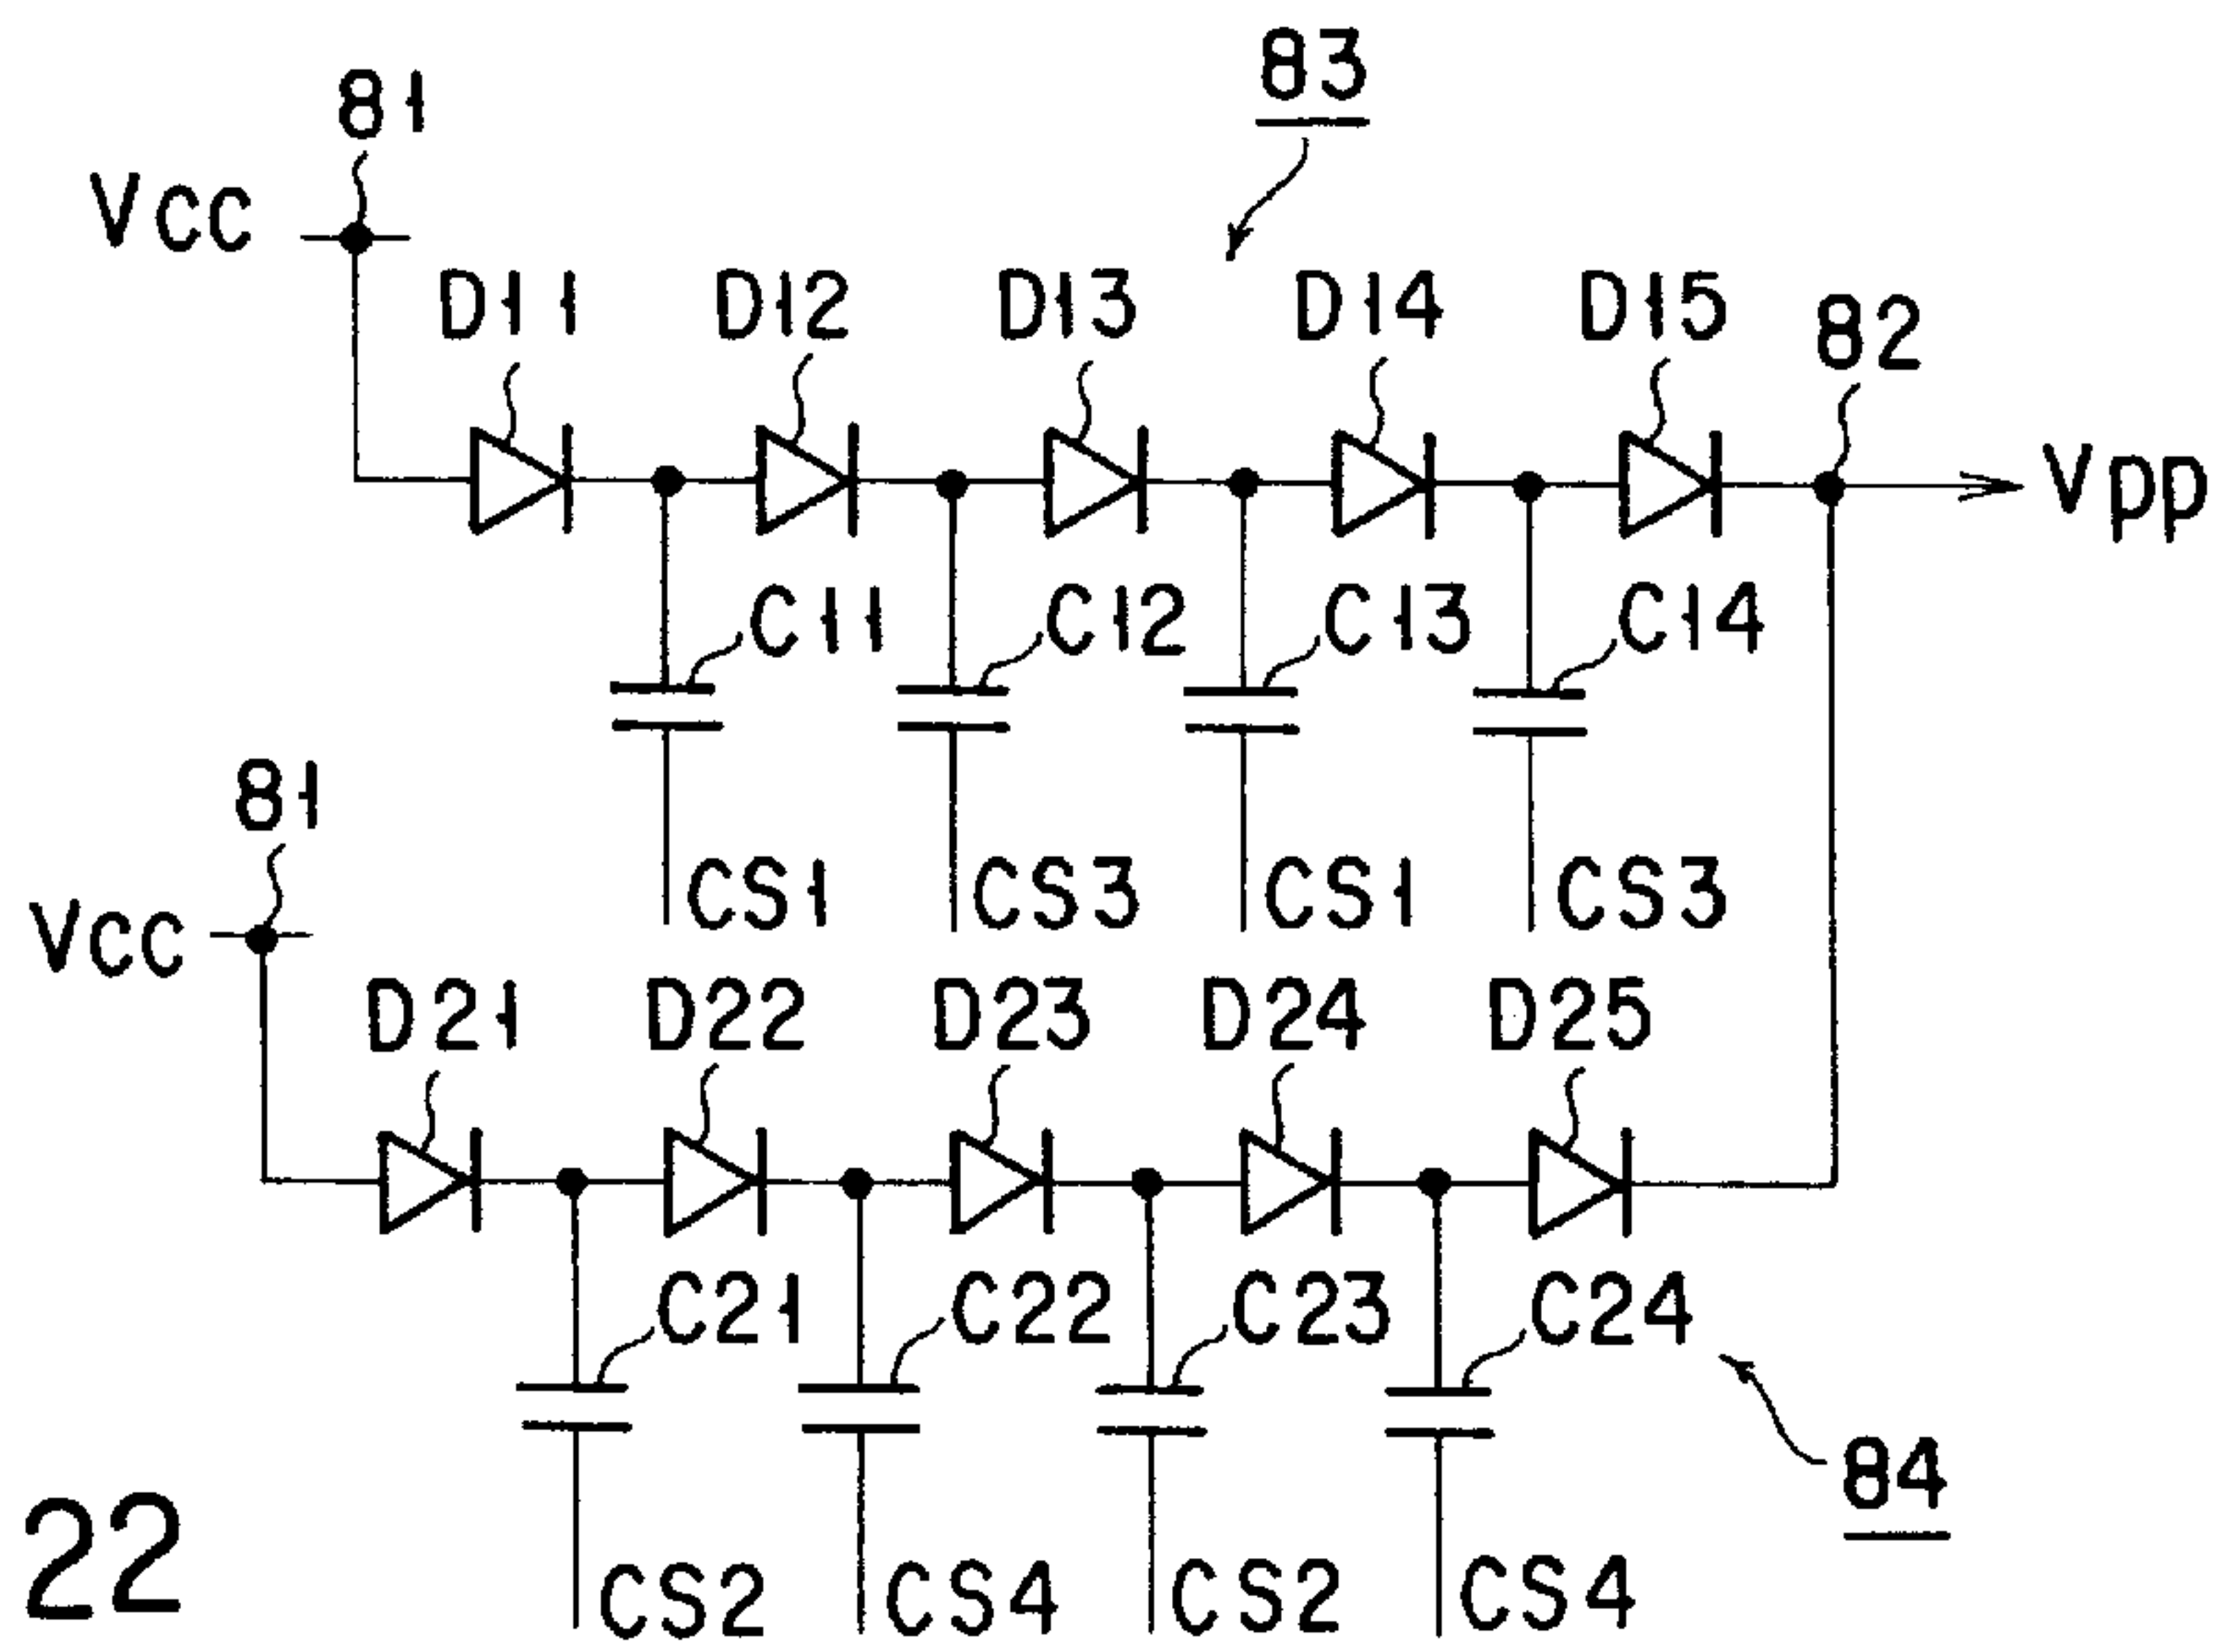 83
81
Vcc
D11 D12 D13 D14 D15
82
Vpp
C11 C12 C13 C14
81
CS1 CS3 CS1 CS3
Vcc
D21 D22 D23 D24 D25
C21 C22 C23 C24
84
22
CS2 CS4 CS2 CS4